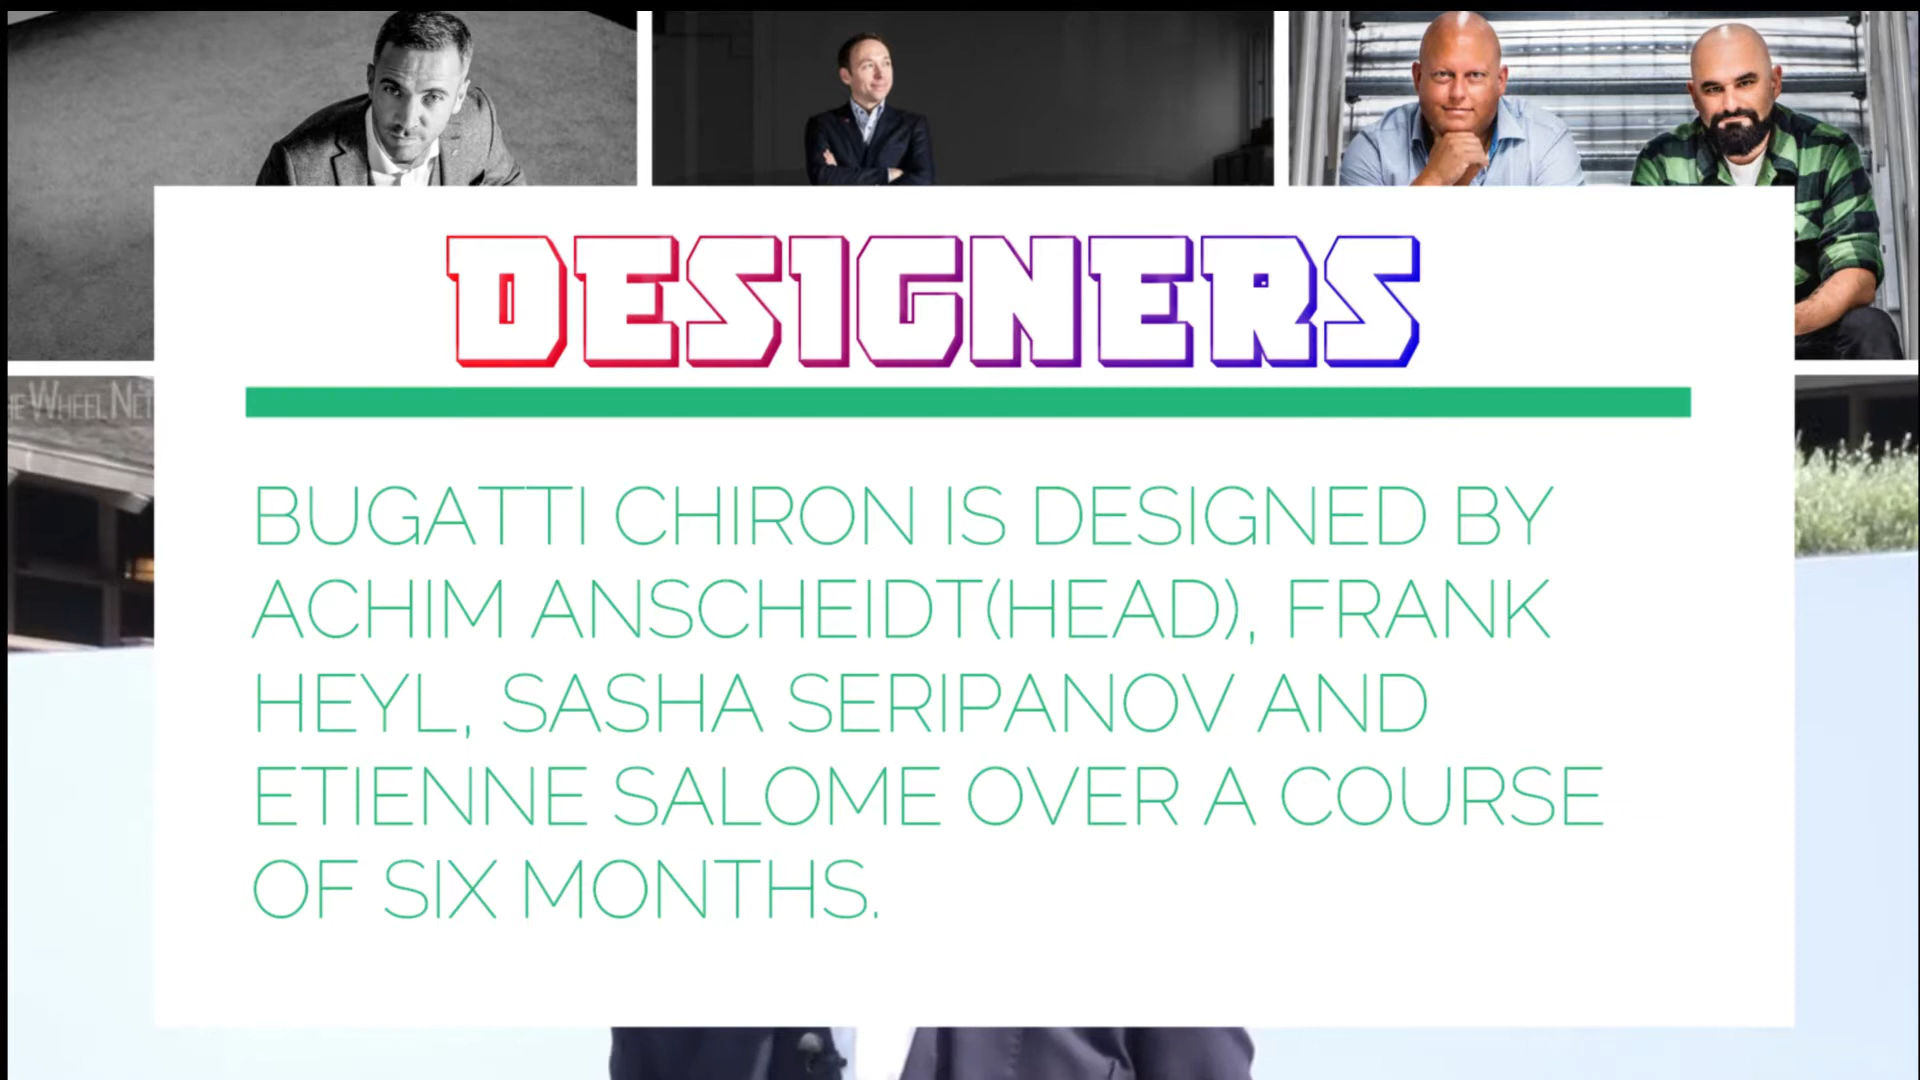 DESIGNERS
HEWHEELNET
BUGATTI CHIRON IS DESIGNED BY
ACHIM ANSCHEIDT(HEAD), FRANK
HEYL, SASHA SERIPANOV AND
ETIENNE SALOME OVER A COURSE
OF SIX MONTHS.